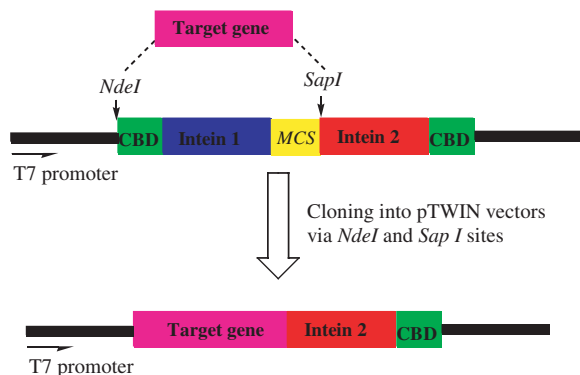 Target gene
NdeI
SapI
CBD Intein 1 MCS Intein 2 CBD
T7 promoter
Cloning into pTWIN vectors
via NdeI and Sap I sites
Target gene Intein 2 CBD
T7 promoter